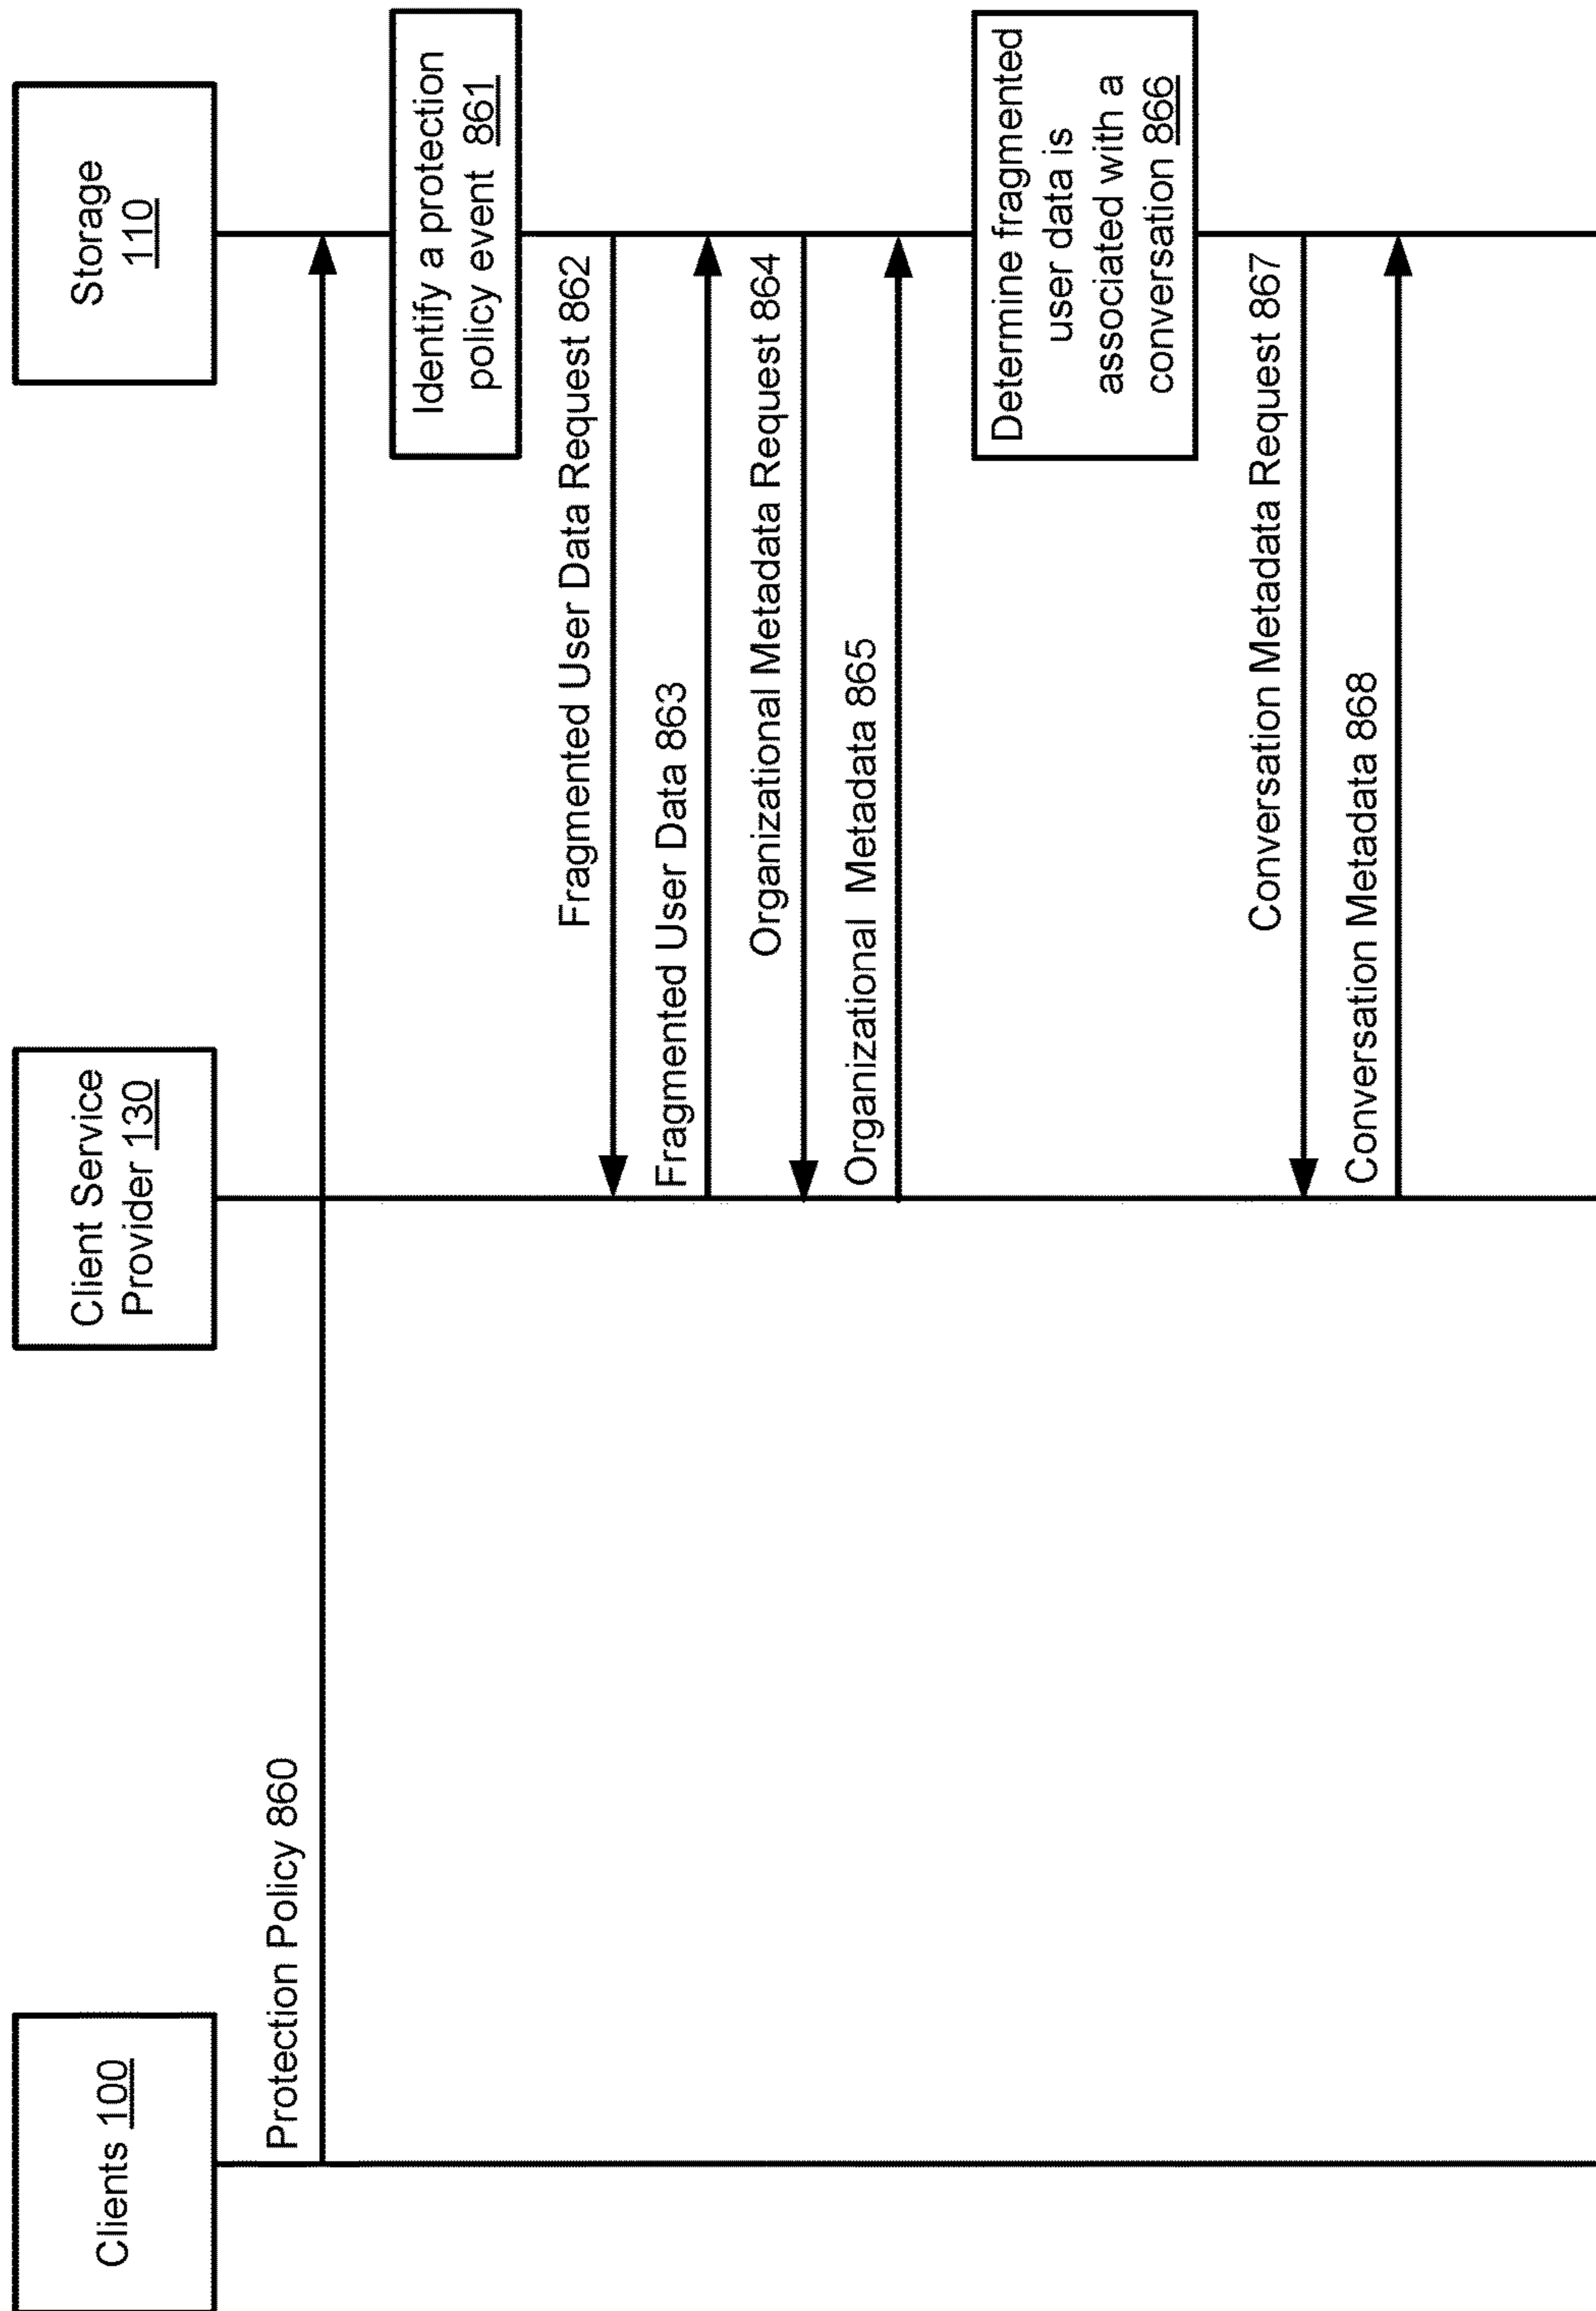 Clients 100
Client Service
Provider 130
Storage
110
Protection Policy 860
Identify a protection
policy event 861
Fragmented User Data Request 862
Fragmented User Data 863
Organizational Metadata Request 864
Organizational Metadata 865
Determine fragmented
user data is
associated with a
conversation 866
Conversation Metadata Request 867
Conversation Metadata 868